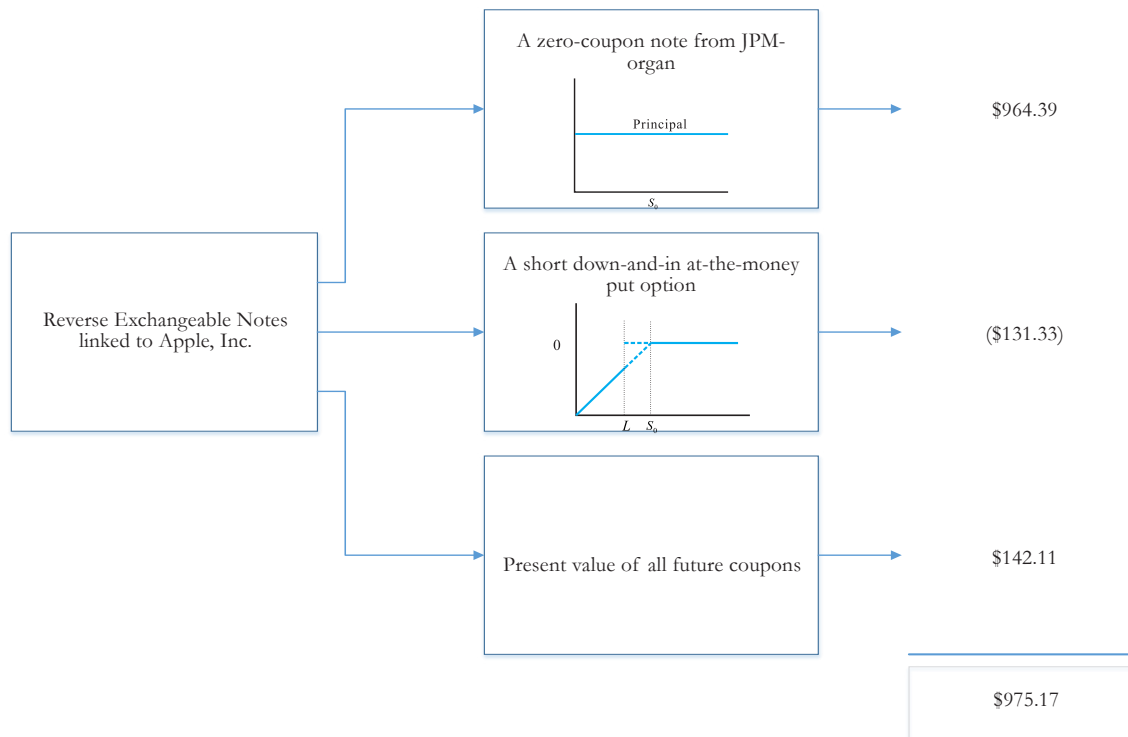 A zero-coupon note from JPM-
organ
Principal
S₀
$964.39
Reverse Exchangeable Notes
linked to Apple, Inc.
A short down-and-in at-the-money
put option
0
L S₀
($131.33)
Present value of all future coupons
$142.11
$975.17